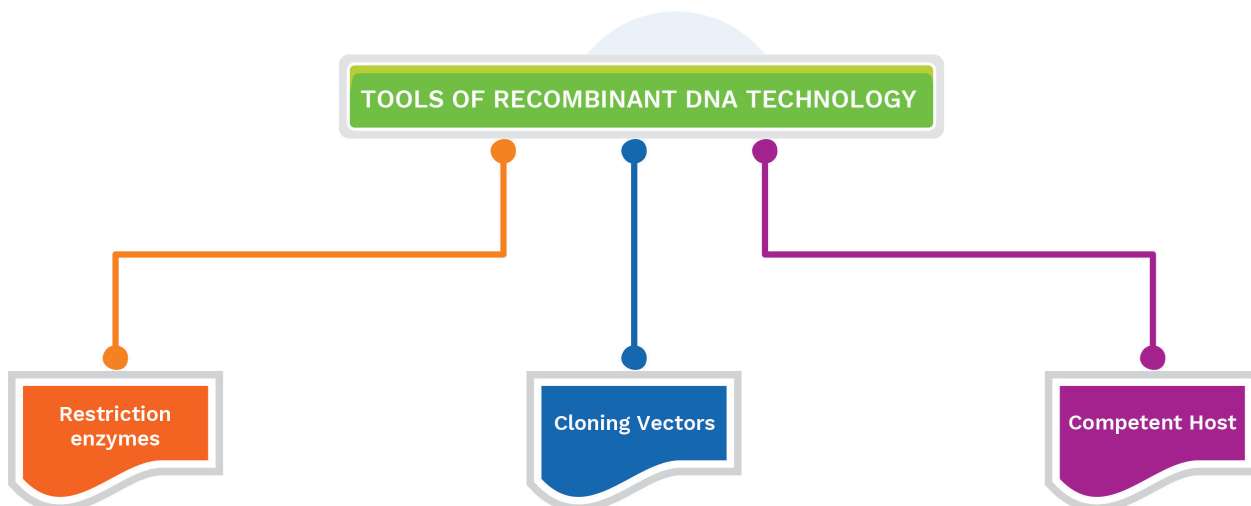 TOOLS OF RECOMBINANT DNA TECHNOLOGY
Restriction
enzymes
Cloning Vectors
Competent Host